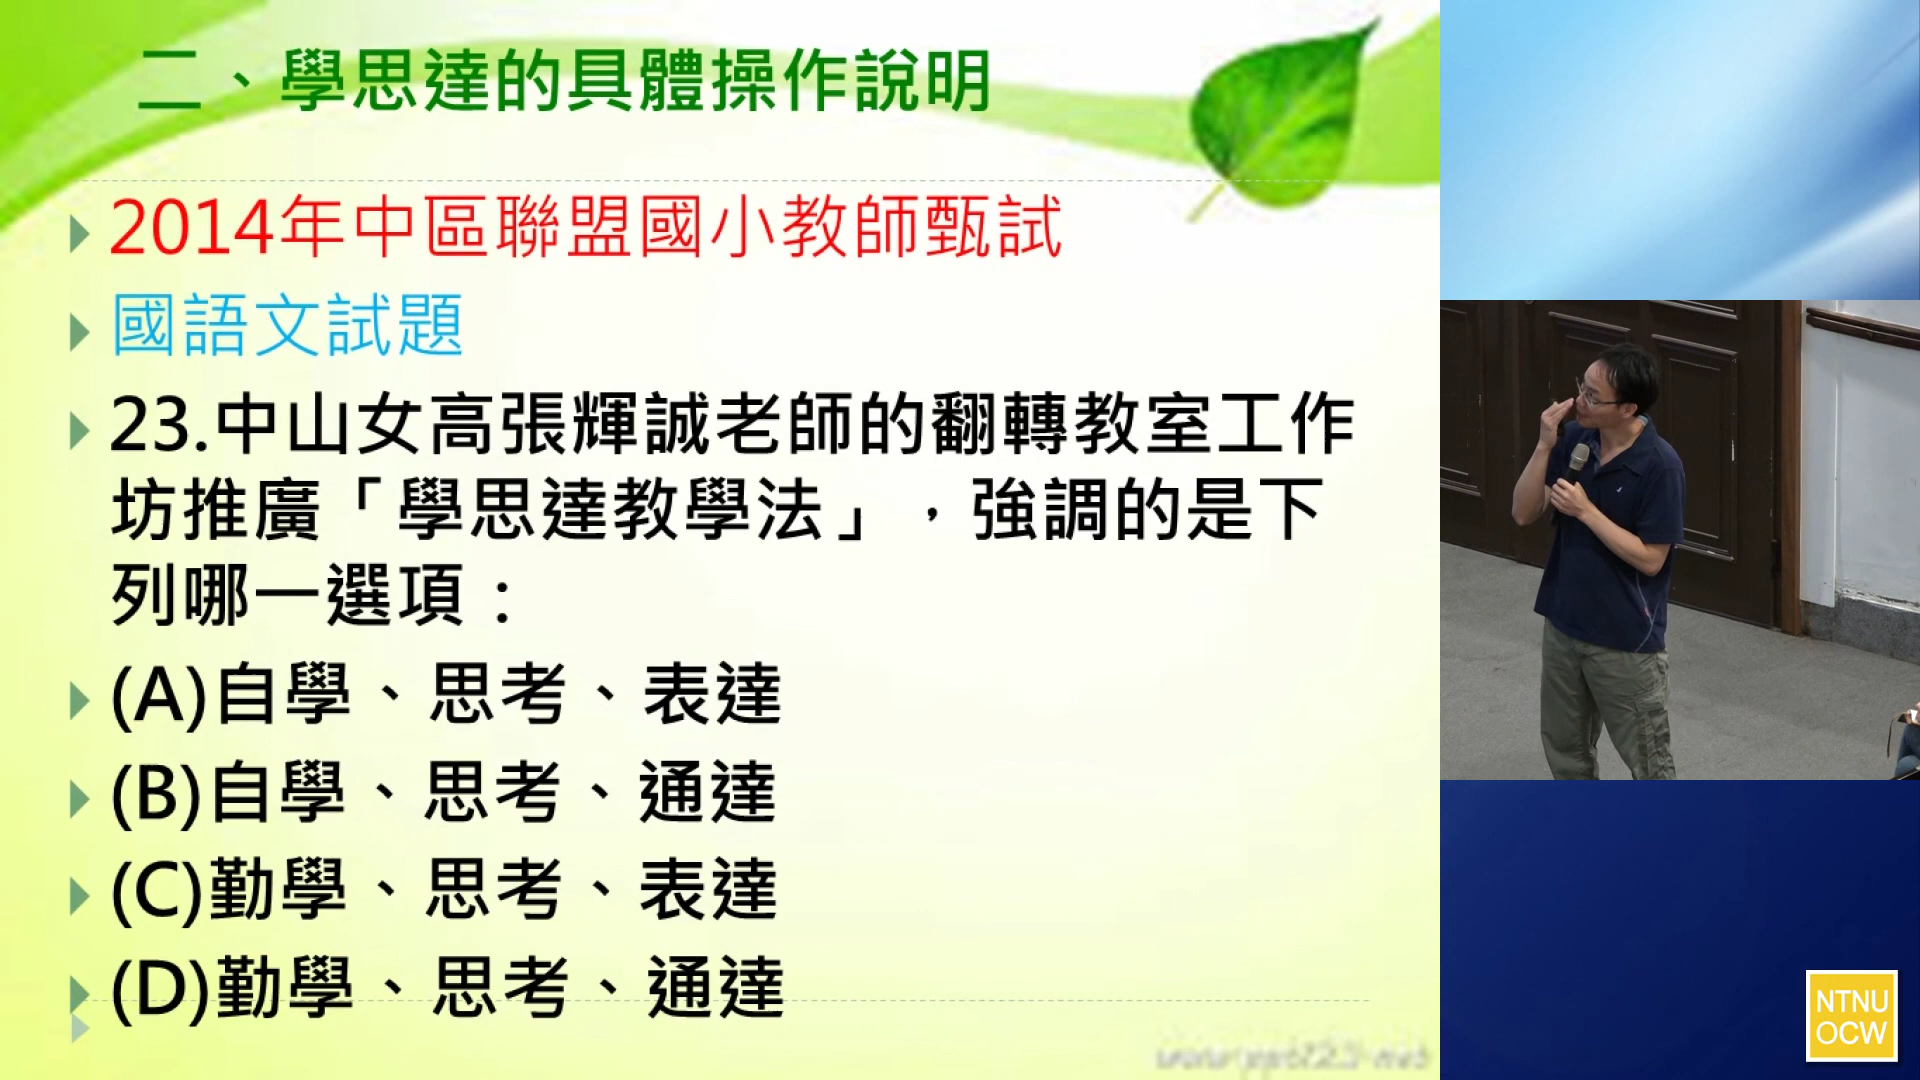 二、學思達的具體操作說明
2014年中區聯盟國小教師甄試
國語文試題
23.中山女高張輝誠老師的翻轉教室工作
坊推廣「學思達教學法」，強調的是下
列哪一選項：
(A)自學、思考、表達
(B)自學、思考、通達
(C)勤學、思考、表達
(D)勤學、思考、通達
NTNU
OCW